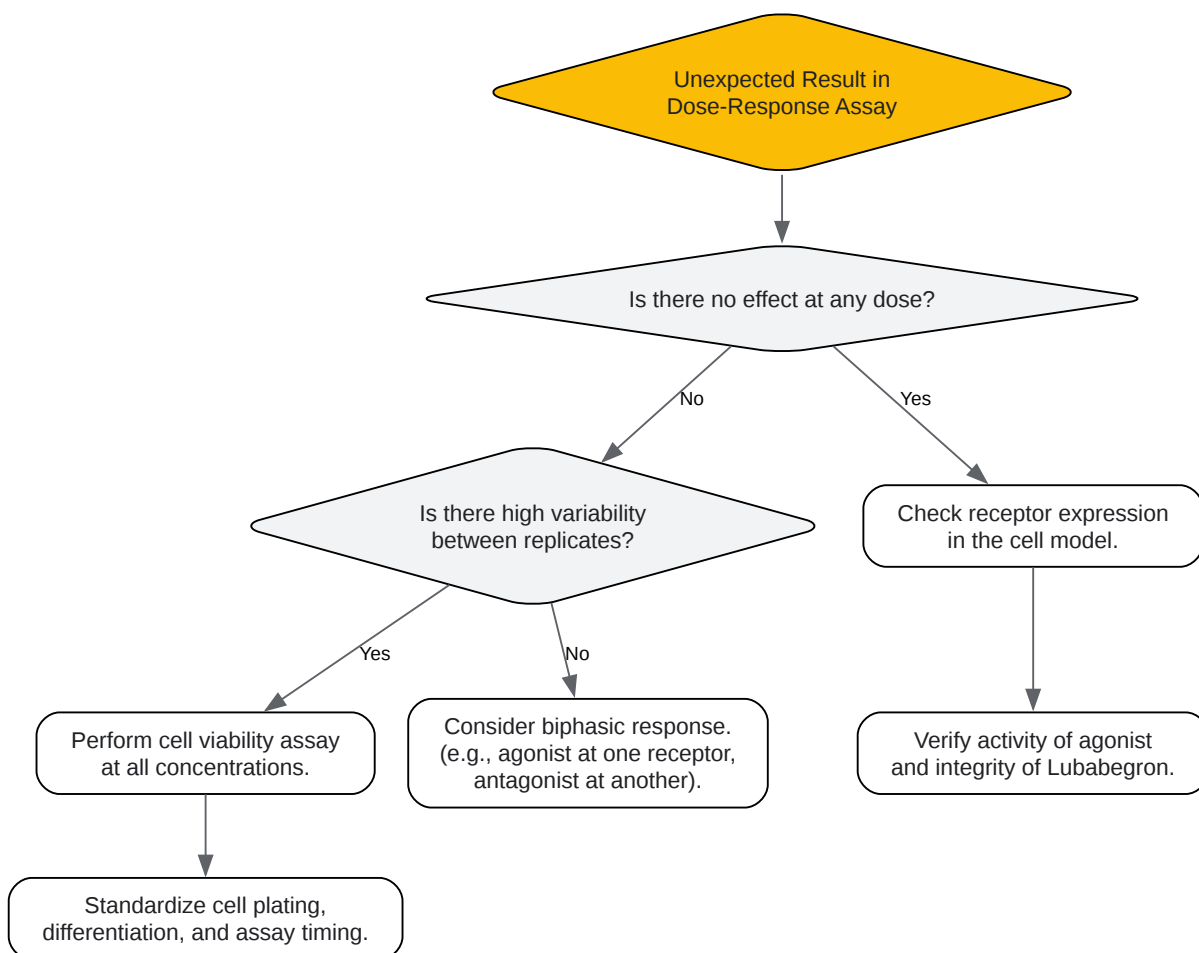 Unexpected Result in
Dose-Response Assay
Is there no effect at any dose?
No
Yes
Is there high variability
between replicates?
Check receptor expression
in the cell model.
Yes
No
Perform cell viability assay
at all concentrations.
Consider biphasic response.
(e.g., agonist at one receptor,
antagonist at another).
Verify activity of agonist
and integrity of Lubabegron.
Standardize cell plating,
differentiation, and assay timing.